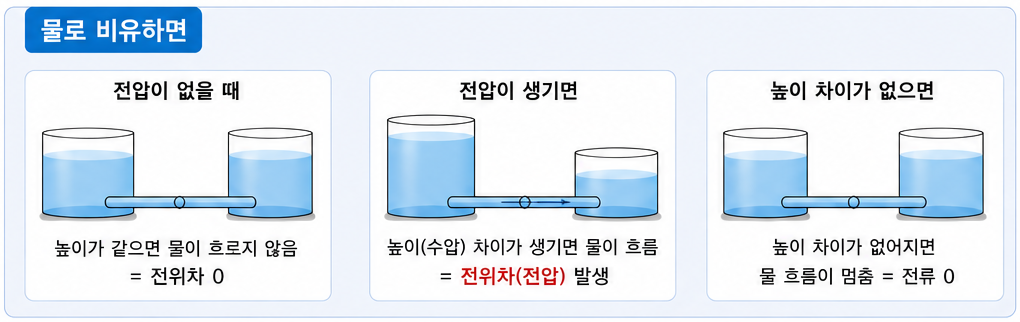 물로 비유하면
전압이 없을 때
높이가 같으면 물이 흐로지 않음
= 전위차 0
전압이 생기면
높이(수압) 차이가 생기면 물이 흐름
= 전위차(전압) 발생
높이 차이가 없으면
높이 차이가 없어지면
물 흐름이 멈춤 = 전류 0